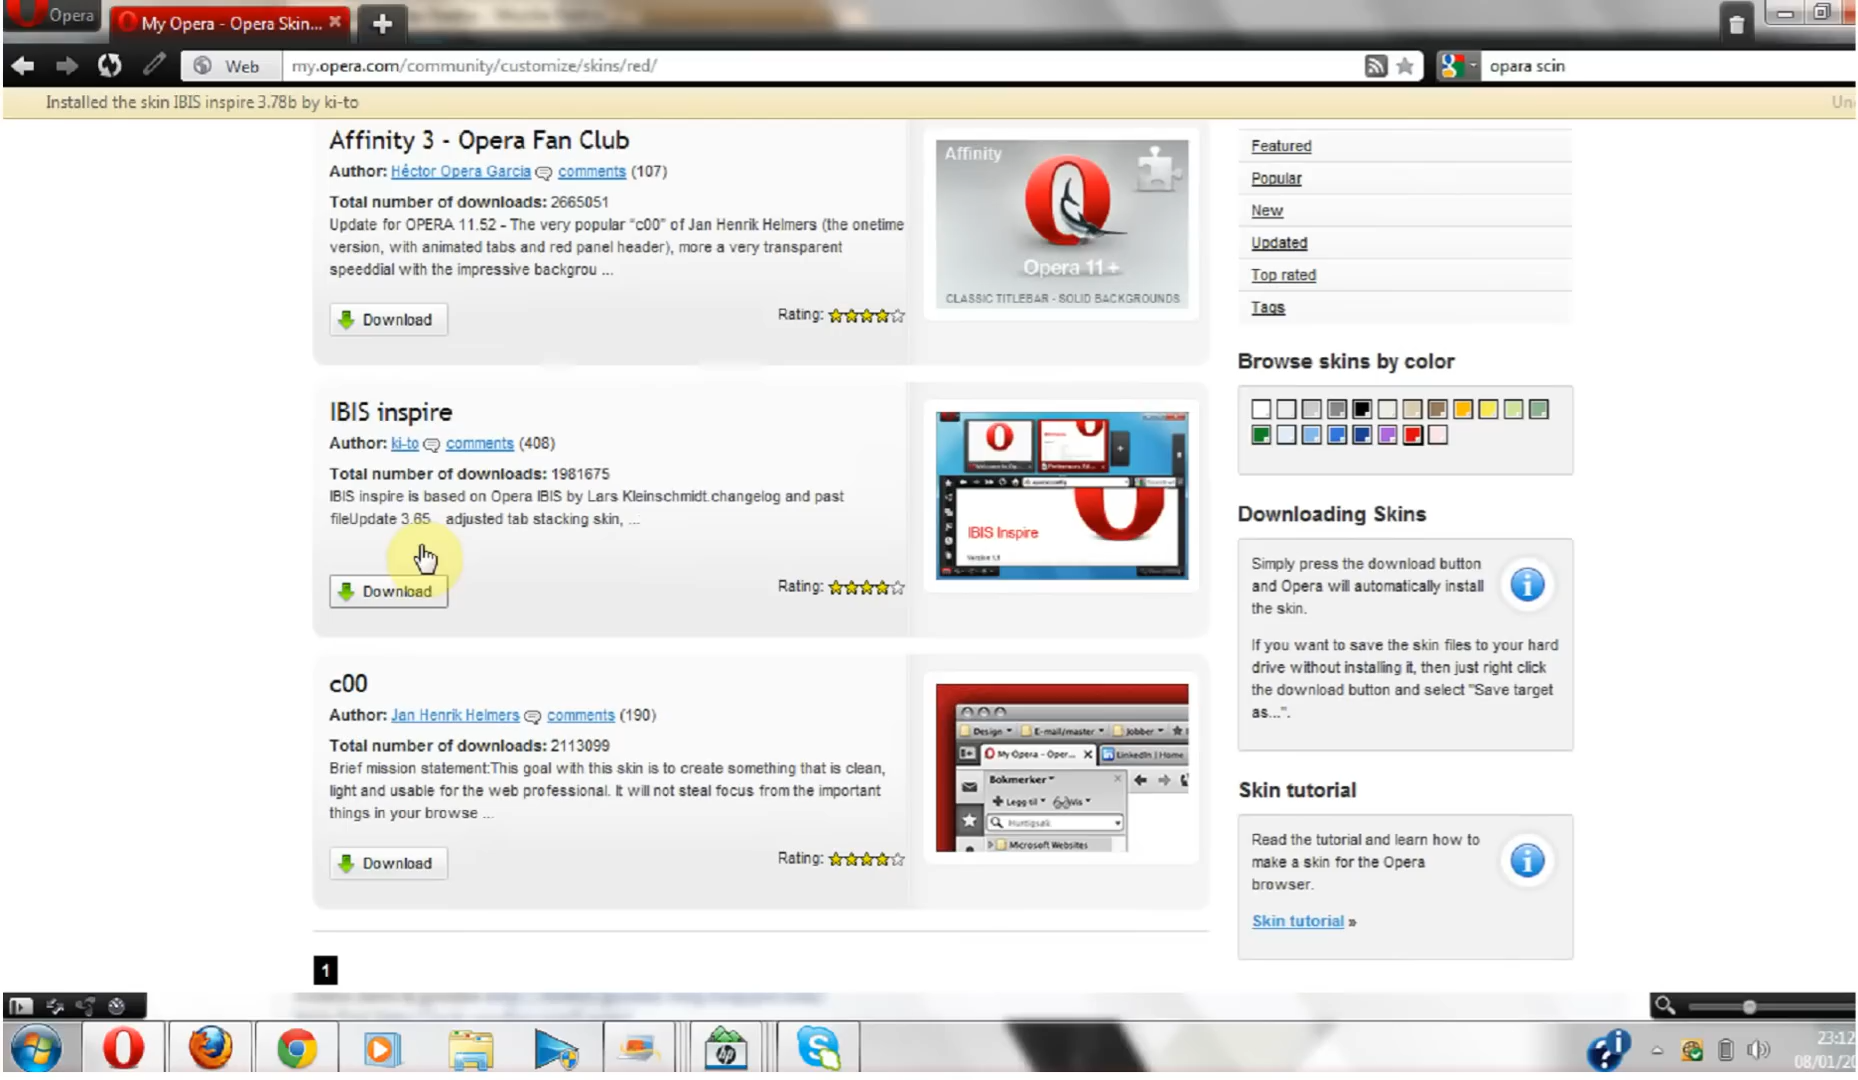 Opera
My Opera - Opera Skin...
Web
my.opera.com/community/customize/skins/red/
opara scin
Installed the skin IBIS inspire 3.78b by ki-to
Affinity 3 - Opera Fan Club
Author: Héctor Opera Garcia comments (107)
Total number of downloads: 2665051
Update for OPERA 11.52 - The very popular "c00" of Jan Henrik Helmers (the onetime
version, with animated tabs and red panel header), more a very transparent
speeddial with the impressive backgrou ...
Download
Rating:
Affinity
Opera 11+
CLASSIC TITLEBAR - SOLID BACKGROUNDS
IBIS inspire
Author: ki-to comments (408)
Total number of downloads: 1981675
IBIS inspire is based on Opera IBIS by Lars Kleinschmidt.changelog and past
fileUpdate 3.65 adjusted tab stacking skin, ...
Download
Rating:
IBIS Inspire
c00
Author: Jan Henrik Helmers comments (190)
Total number of downloads: 2113099
Brief mission statement:This goal with this skin is to create something that is clean,
light and usable for the web professional. It will not steal focus from the important
things in your browse ...
Download
Rating:
Design E-mail/master Jobber
My Opera - Oper... LinkedIn | Home
Bokmerker
Legg til Vis
Hurtigsøk
Microsoft Websites
1
Featured
Popular
New
Updated
Top rated
Tags
Browse skins by color
Downloading Skins
Simply press the download button
and Opera will automatically install
the skin.
If you want to save the skin files to your hard
drive without installing it, then just right click
the download button and select "Save target
as...".
Skin tutorial
Read the tutorial and learn how to
make a skin for the Opera
browser.
Skin tutorial »
hp
23:12
08/01/20